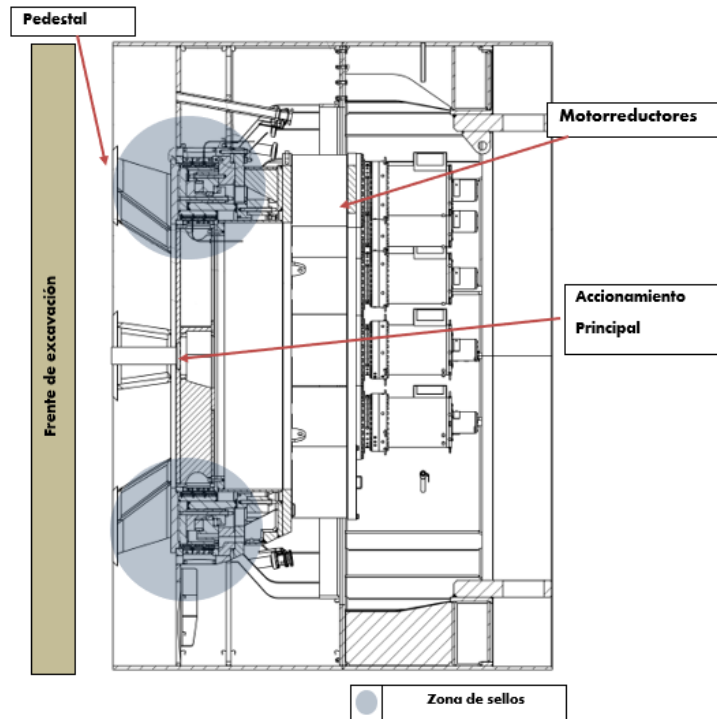 Pedestal
Motorreductores
Accionamiento
Principal
Frente de excavación
Zona de sellos